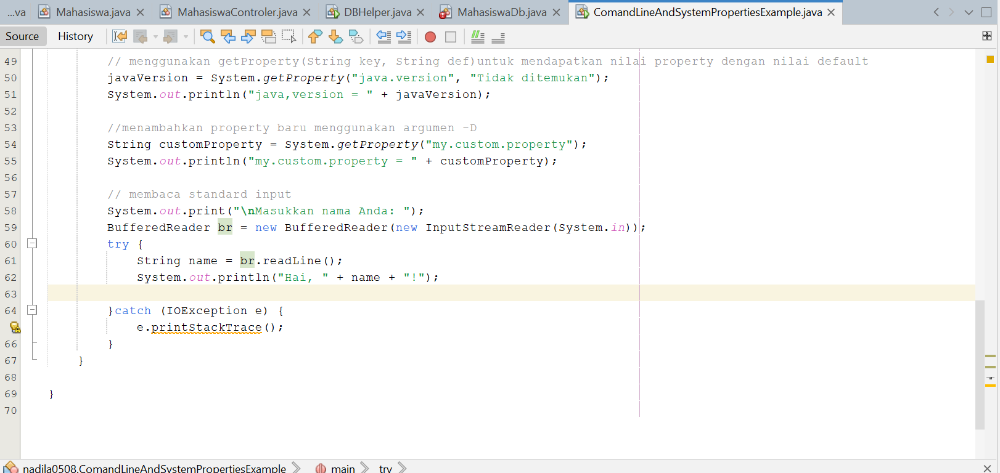 ...va Mahasiswa.java MahasiswaControler.java DBHelper.java MahasiswaDb.java ComandLineAndSystemPropertiesExample.java
Source History
49 // menggunakan getProperty(String key, String def)untuk mendapatkan nilai property dengan nilai default
50 javaVersion = System.getProperty("java.version", "Tidak ditemukan");
51 System.out.println("java,version = " + javaVersion);
52
53 //menambahkan property baru menggunakan argumen -D
54 String customProperty = System.getProperty("my.custom.property");
55 System.out.println("my.custom.property = " + customProperty);
56
57 // membaca standard input
58 System.out.print("\nMasukkan nama Anda: ");
59 BufferedReader br = new BufferedReader(new InputStreamReader(System.in));
60 try {
61 String name = br.readLine();
62 System.out.println("Hai, " + name + "!");
63
64 }catch (IOException e) {
e.printStackTrace();
66 }
67 }
68
69 }
70
nadila0508.ComandLineAndSystemPropertiesExample main try